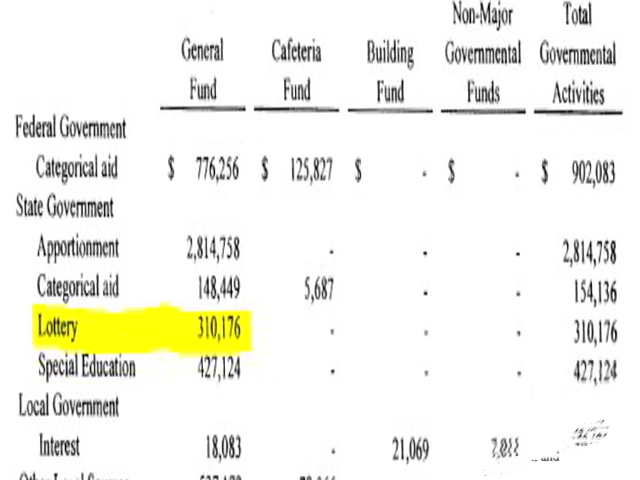 Non-Major Total
General Cafeteria Building Governmental Governmental
Fund Fund Fund Funds Activities
Federal Government
Categorical aid $ 776,256 $ 125,827 $ - $ - $ 902,083
State Government
Apportionment 2,814,758 - - - 2,814,758
Categorical aid 148,449 5,687 - - 154,136
Lottery 310,176 - - - 310,176
Special Education 427,124 - - - 427,124
Local Government
Interest 18,083 - 21,069
Other Local